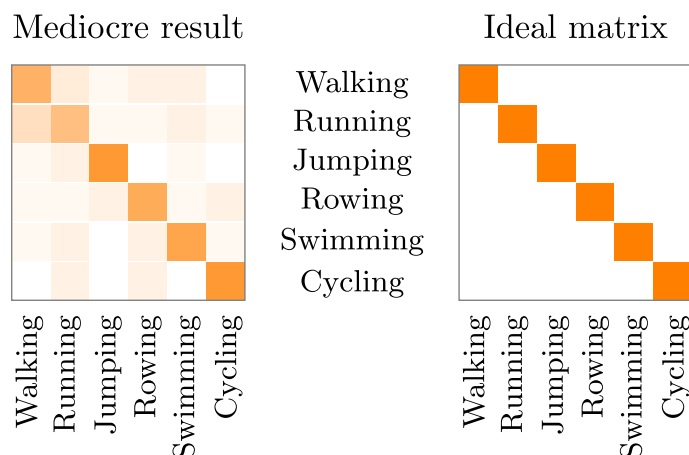 Mediocre result
Ideal matrix
Walking
Running
Jumping
Rowing
Swimming
Cycling
Walking
Running
Jumping
Rowing
Swimming
Cycling
Walking
Running
Jumping
Rowing
Swimming
Cycling